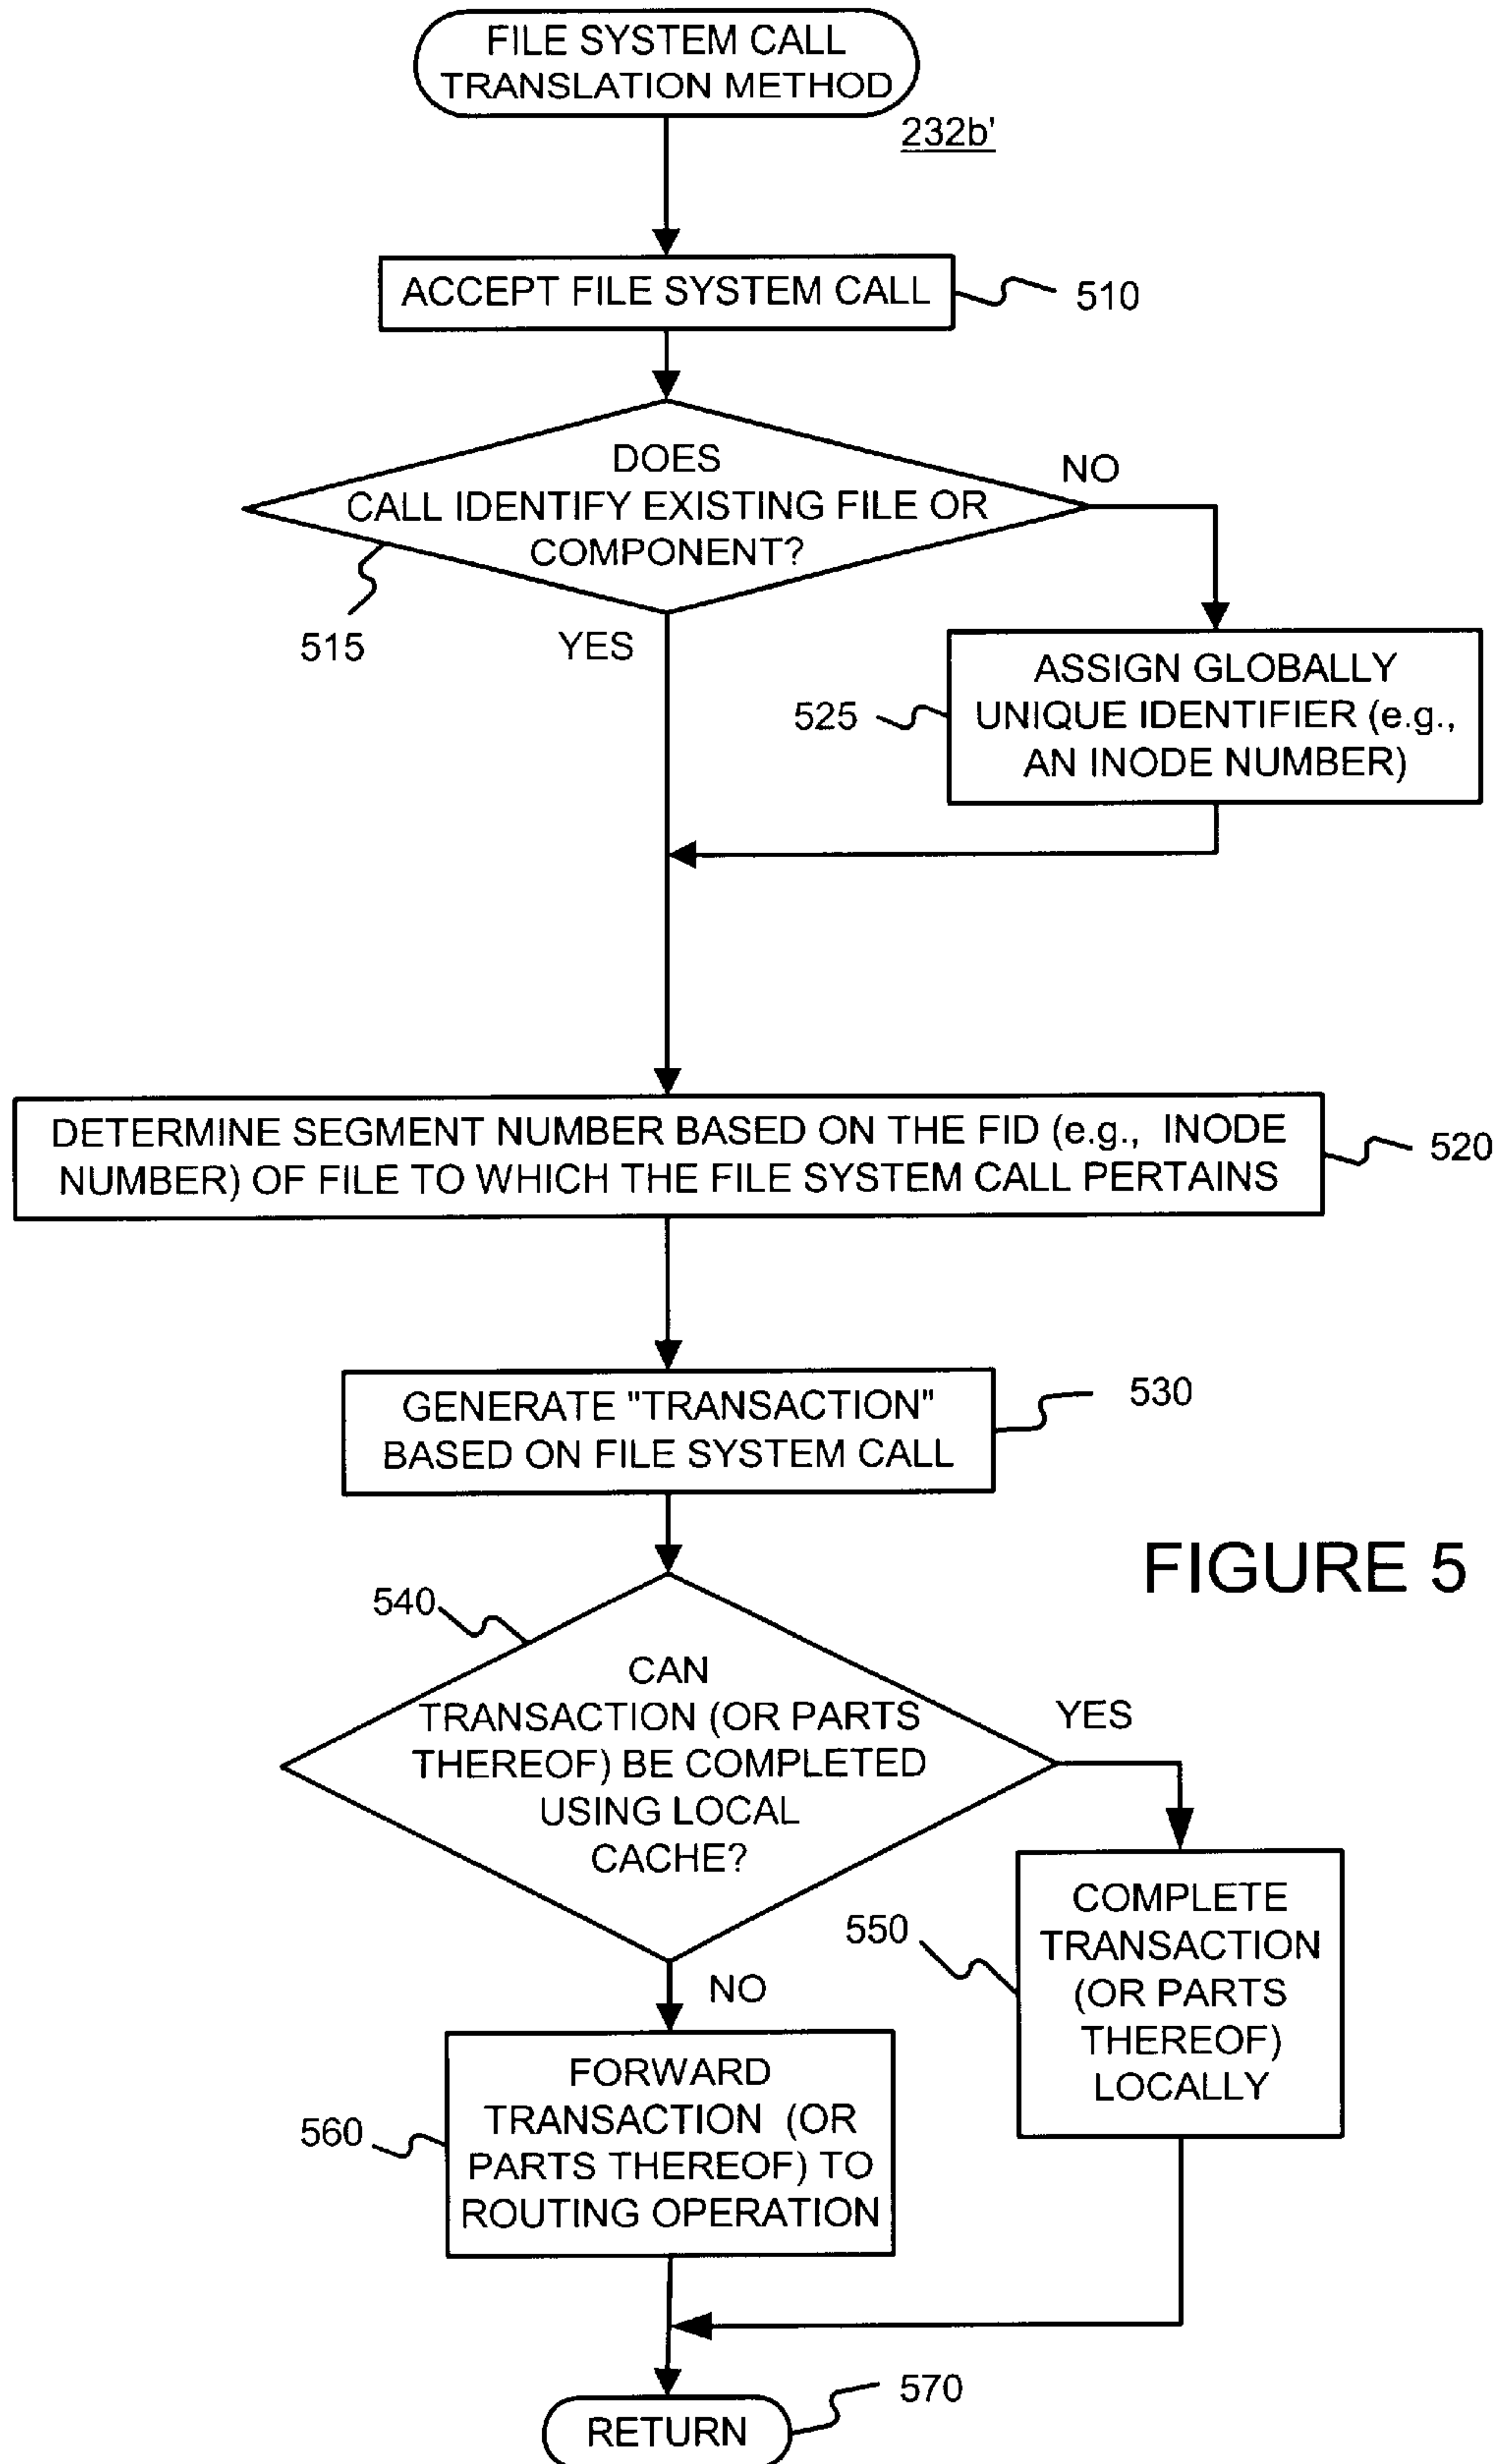 FILE SYSTEM CALL
TRANSLATION METHOD
232b'
ACCEPT FILE SYSTEM CALL
510
DOES
CALL IDENTIFY EXISTING FILE OR
COMPONENT?
NO
515
YES
ASSIGN GLOBALLY
UNIQUE IDENTIFIER (e.g.,
AN INODE NUMBER)
525
DETERMINE SEGMENT NUMBER BASED ON THE FID (e.g., INODE
NUMBER) OF FILE TO WHICH THE FILE SYSTEM CALL PERTAINS
520
GENERATE "TRANSACTION"
BASED ON FILE SYSTEM CALL
530
FIGURE 5
540
CAN
TRANSACTION (OR PARTS
THEREOF) BE COMPLETED
USING LOCAL
CACHE?
YES
COMPLETE
TRANSACTION
(OR PARTS
THEREOF)
LOCALLY
550
NO
FORWARD
TRANSACTION (OR
PARTS THEREOF) TO
ROUTING OPERATION
560
RETURN
570